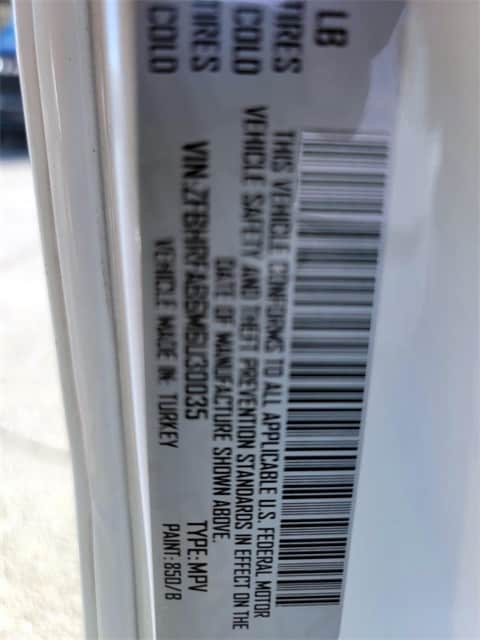 LB
TIRES
COLD
TIRES
COLD
THIS VEHICLE CONFORMS TO ALL APPLICABLE U.S. FEDERAL MOTOR
VEHICLE SAFETY AND THEFT PREVENTION STANDARDS IN EFFECT ON THE
DATE OF MANUFACTURE SHOWN ABOVE.
VIN: ZFBHRFAB6M6U30035 TYPE: MPV
VEHICLE MADE IN: TURKEY PAINT: 850/B